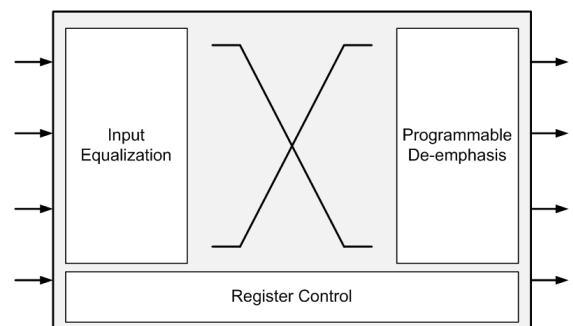 Input
Equalization
Programmable
De-emphasis
Register Control